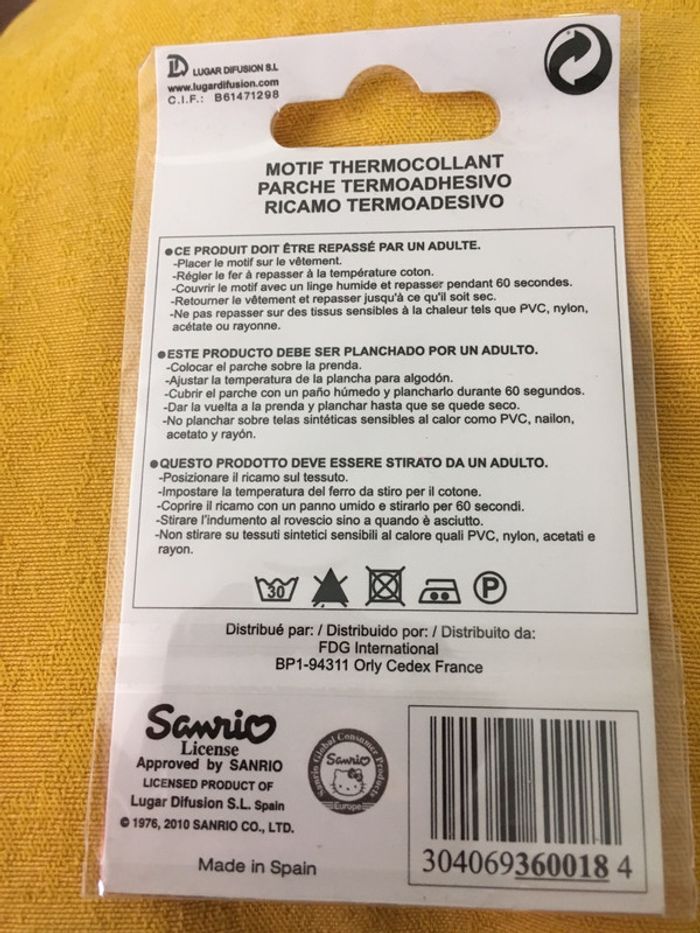 LUGAR DIFUSION S.L
www.lugardifusion.com
C.I.F.: B61471298
MOTIF THERMOCOLLANT
PARCHE TERMOADHESIVO
RICAMO TERMOADESIVO
●CE PRODUIT DOIT ÊTRE REPASSÉ PAR UN ADULTE.
-Placer le motif sur le vêtement.
-Régler le fer à repasser à la température coton.
-Couvrir le motif avec un linge humide et repasser pendant 60 secondes.
-Retourner le vêtement et repasser jusqu'à ce qu'il soit sec.
-Ne pas repasser sur des tissus sensibles à la chaleur tels que PVC, nylon,
acétate ou rayonne.
●ESTE PRODUCTO DEBE SER PLANCHADO POR UN ADULTO.
-Colocar el parche sobre la prenda.
-Ajustar la temperatura de la plancha para algodón.
-Cubrir el parche con un paño húmedo y plancharlo durante 60 segundos.
-Dar la vuelta a la prenda y planchar hasta que se quede seco.
-No planchar sobre telas sintéticas sensibles al calor como PVC, nailon,
acetato y rayón.
●QUESTO PRODOTTO DEVE ESSERE STIRATO DA UN ADULTO.
-Posizionare il ricamo sul tessuto.
-Impostare la temperatura del ferro da stiro per il cotone.
-Coprire il ricamo con un panno umido e stirarlo per 60 secondi.
-Stirare l'indumento al rovescio sino a quando è asciutto.
-Non stirare su tessuti sintetici sensibili al calore quali PVC, nylon, acetati e
rayon.
30 P
Distribué par: / Distribuido por: / Distribuito da:
FDG International
BP1-94311 Orly Cedex France
Sanrio
License
Approved by SANRIO
LICENSED PRODUCT OF
Lugar Difusion S.L. Spain
© 1976, 2010 SANRIO CO., LTD.
Sanrio Global Consumer Products
Sanrio
Europe
Made in Spain
304069360018 4